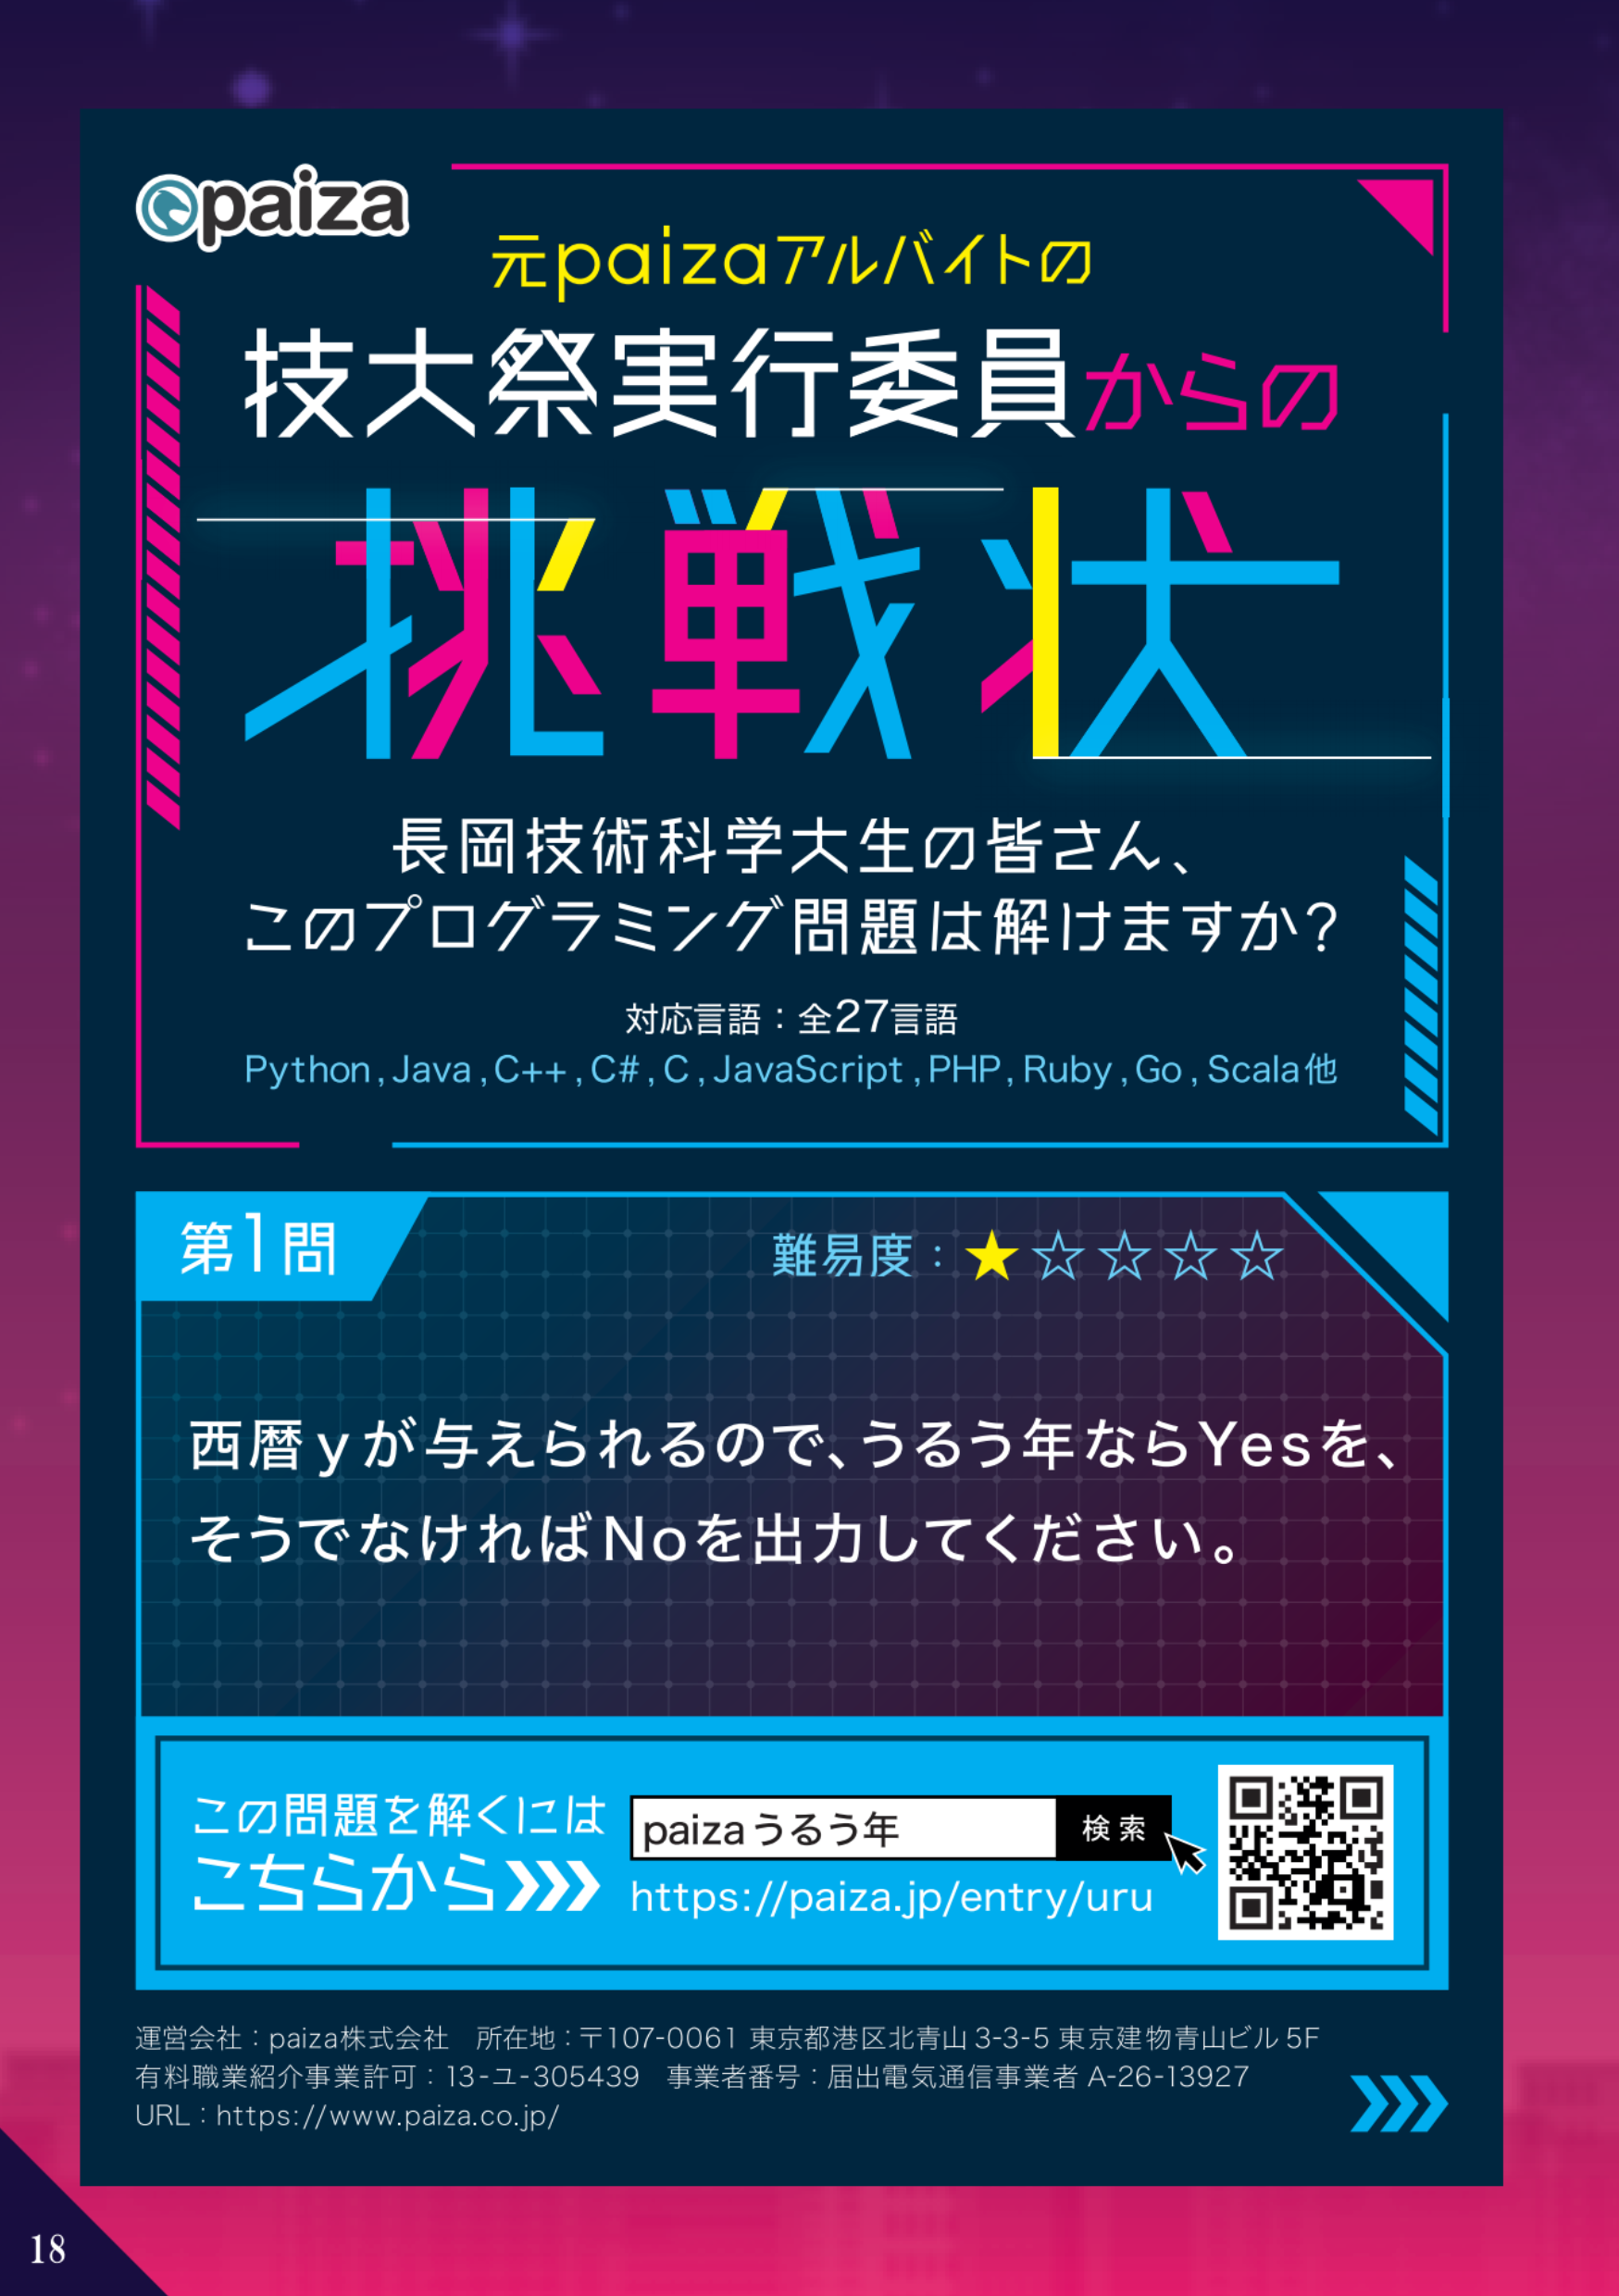 paiza
元paizaアルバイトの
技大祭実行委員からの
挑戦状
長岡技術科学大生の皆さん、
このプログラミング問題は解けますか？
対応言語：全27言語
Python , Java , C++ , C# , C , JavaScript , PHP , Ruby , Go , Scala他
第1問
難易度：★☆☆☆☆
西暦yが与えられるので、うるう年ならYesを、
そうでなければNoを出力してください。
この問題を解くには
こちらから
paizaうるう年
検索
https://paiza.jp/entry/uru
運営会社：paiza株式会社　所在地：〒107-0061 東京都港区北青山 3-3-5 東京建物青山ビル 5F
有料職業紹介事業許可：13-ユ-305439　事業者番号：届出電気通信事業者 A-26-13927
URL：https://www.paiza.co.jp/
18